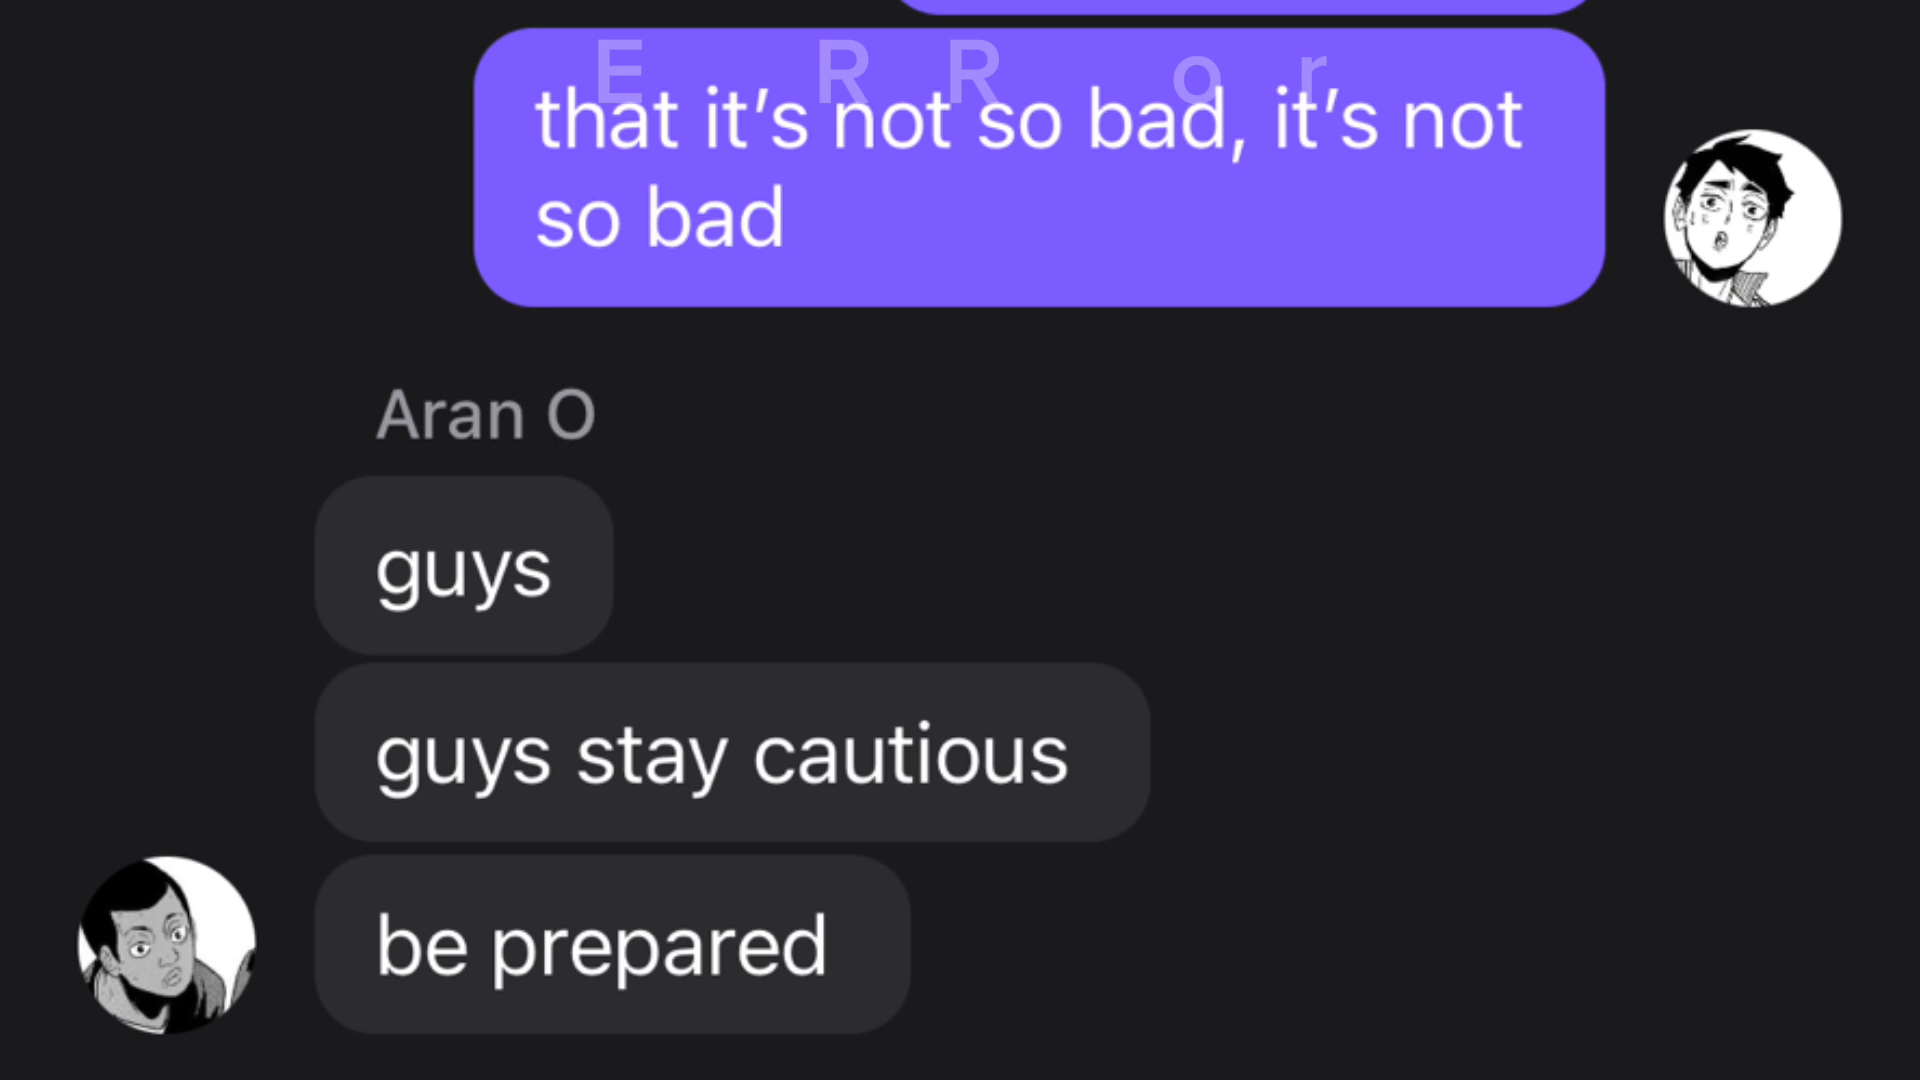 E R R o r
that it’s not so bad, it’s not
so bad
Aran O
guys
guys stay cautious
be prepared